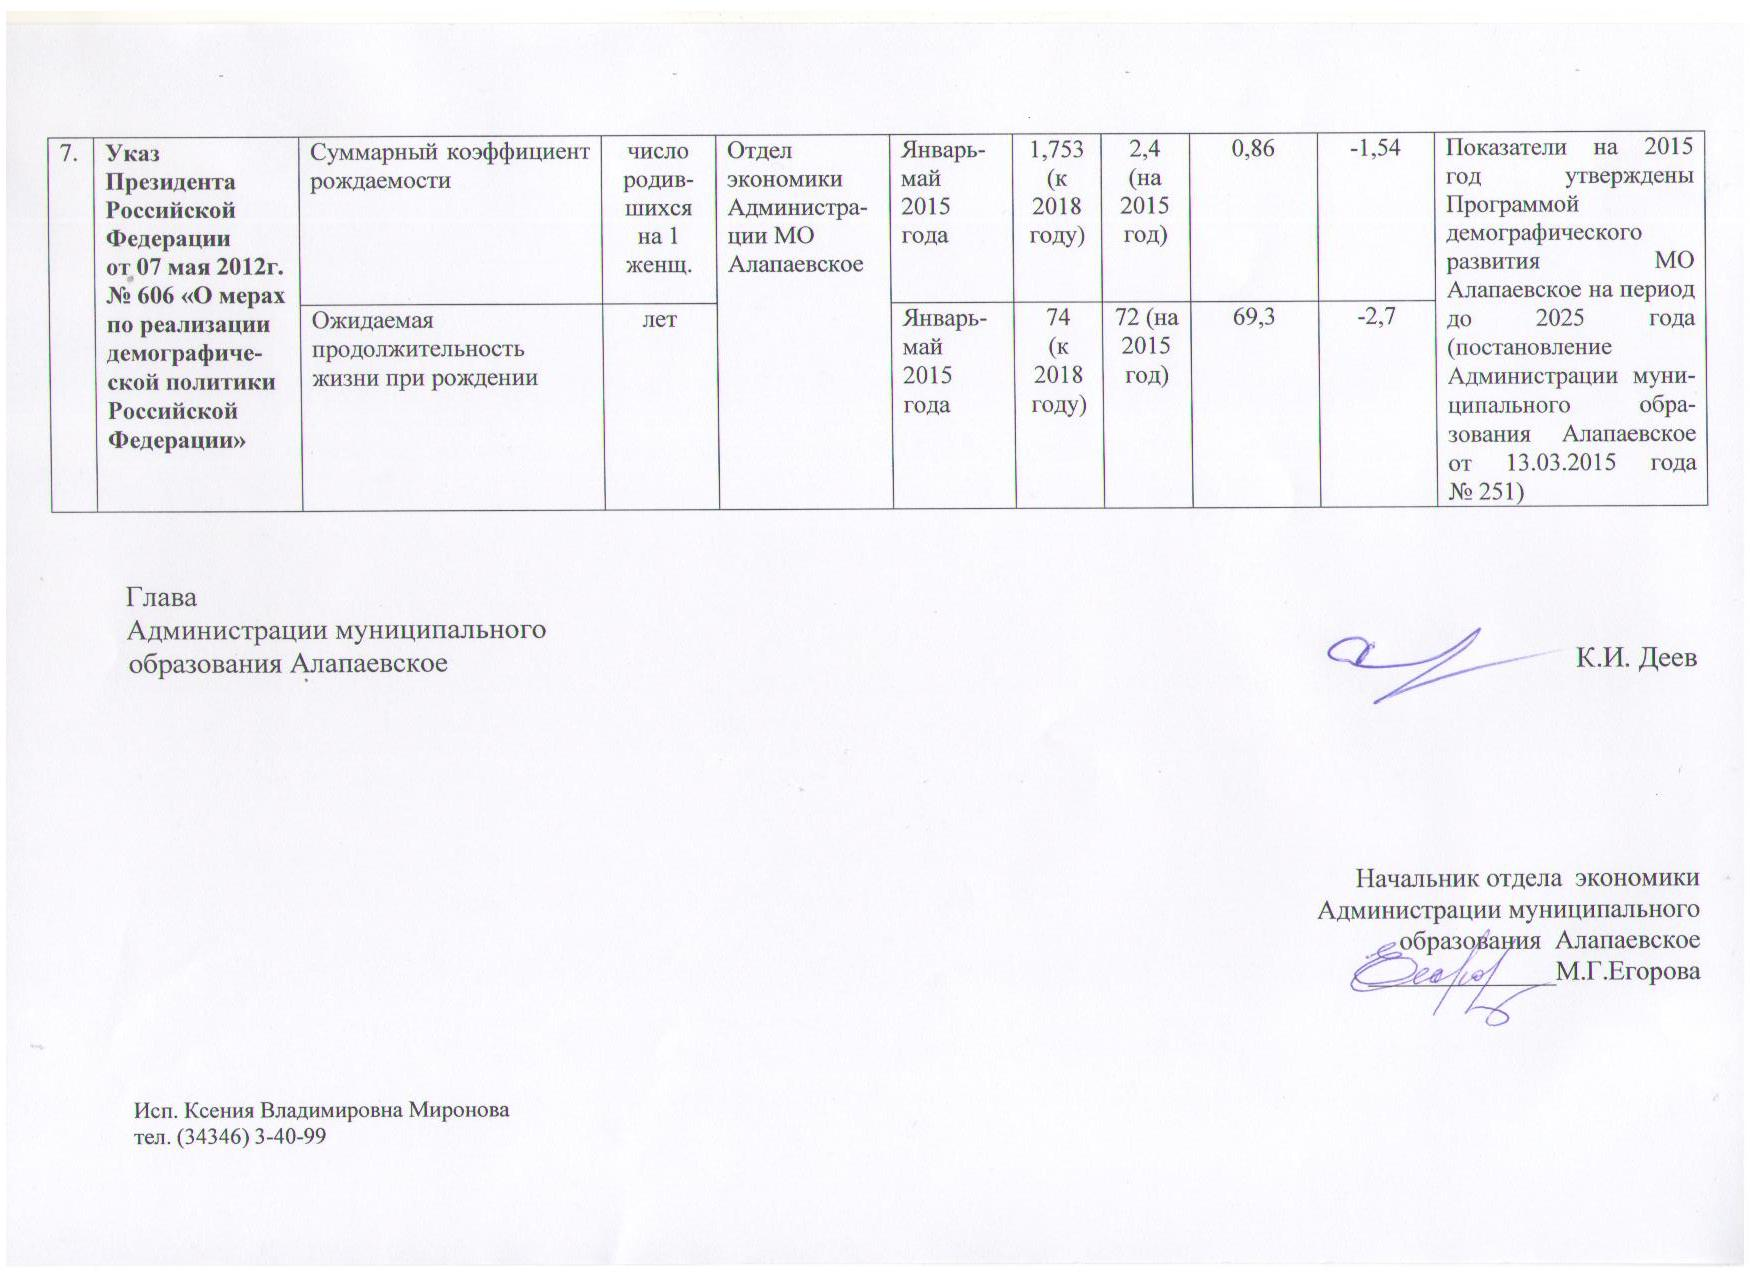 7.
Указ
Президента
Российской
Федерации
от 07 мая 2012г.
№ 606 «О мерах
по реализации
демографиче-
ской политики
Российской
Федерации»
Суммарный коэффициент
рождаемости
число
родив-
шихся
на 1
женщ.
Отдел
экономики
Администра-
ции МО
Алапаевское
Январь-
май
2015
года
1,753
(к
2018
году)
2,4
(на
2015
год)
0,86
-1,54
Показатели на 2015
год утверждены
Программой
демографического
развития МО
Алапаевское на период
до 2025 года
(постановление
Администрации муни-
ципального обра-
зования Алапаевское
от 13.03.2015 года
№ 251)
Ожидаемая
продолжительность
жизни при рождении
лет
Январь-
май
2015
года
74
(к
2018
году)
72 (на
2015
год)
69,3
-2,7
Глава
Администрации муниципального
образования Алапаевское
К.И. Деев
Начальник отдела экономики
Администрации муниципального
образования Алапаевское
М.Г.Егорова
Исп. Ксения Владимировна Миронова
тел. (34346) 3-40-99